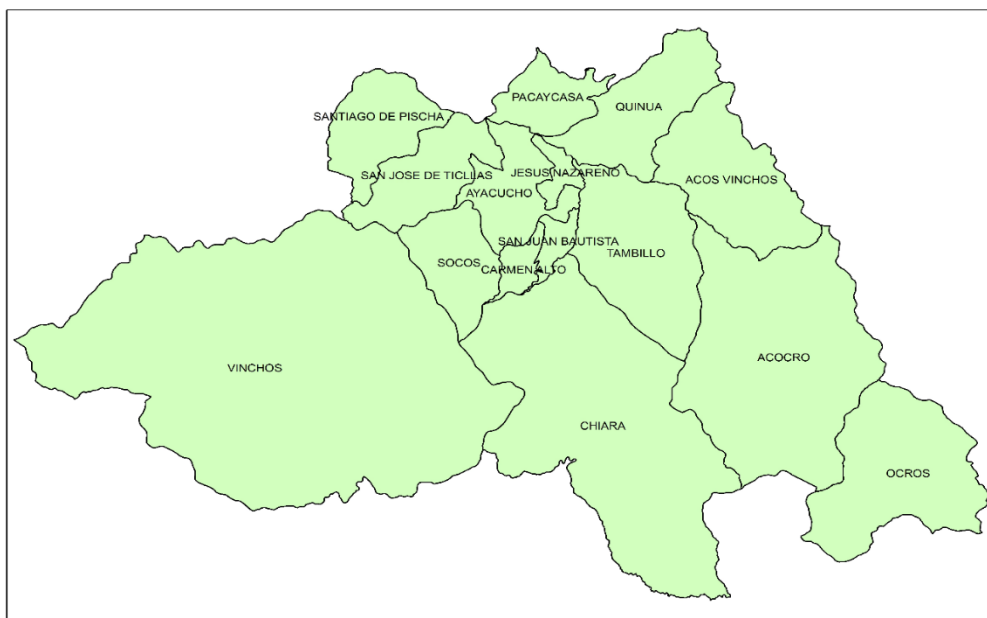 PACAYCASA
QUINUA
SANTIAGO DE PISCHA
SAN JOSE DE TICLLAS
JESUS NAZARENO
ACOS VINCHOS
AYACUCHO
SAN JUAN BAUTISTA
TAMBILLO
SOCOS
CARMEN ALTO
VINCHOS
ACOCRO
CHIARA
OCROS